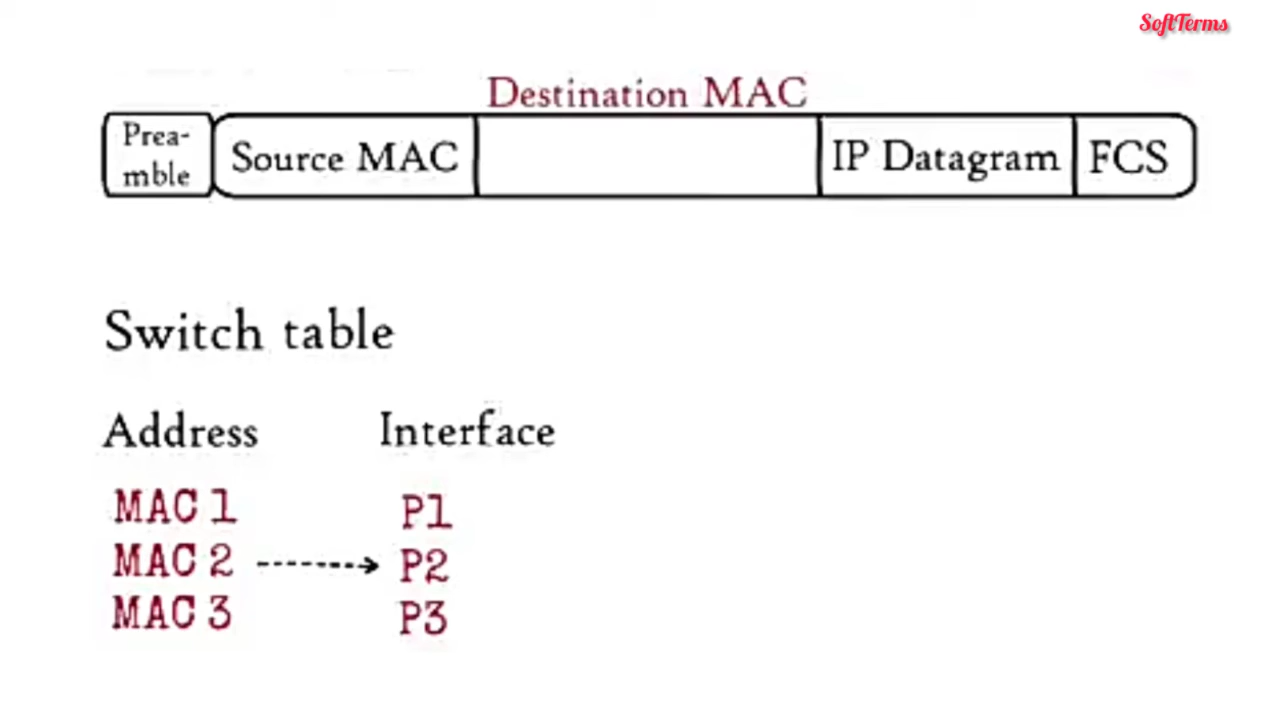 SoftTerms
Destination MAC
Prea-
mble
Source MAC
IP Datagram
FCS
Switch table
Address Interface
MAC 1 P1
MAC 2 P2
MAC 3 P3